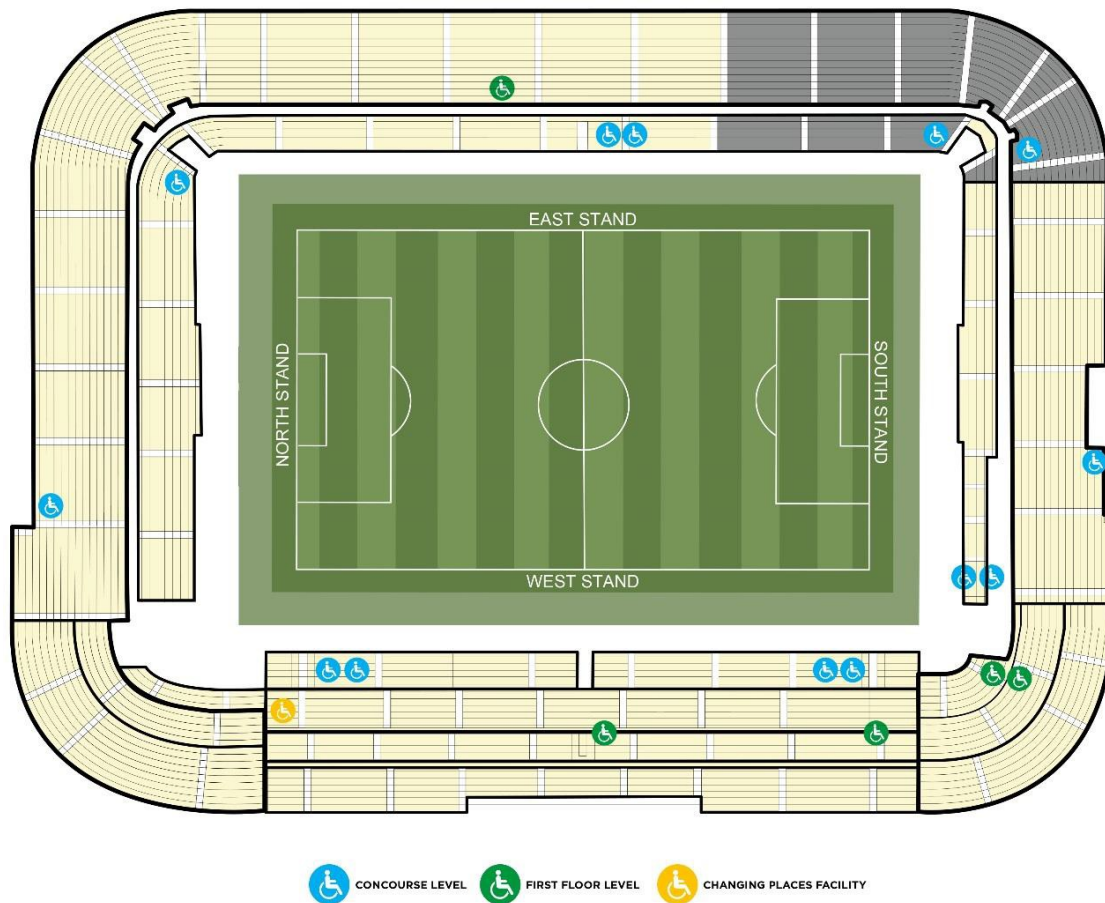 EAST STAND
NORTH STAND
SOUTH STAND
WEST STAND
CONCOURSE LEVEL
FIRST FLOOR LEVEL
CHANGING PLACES FACILITY